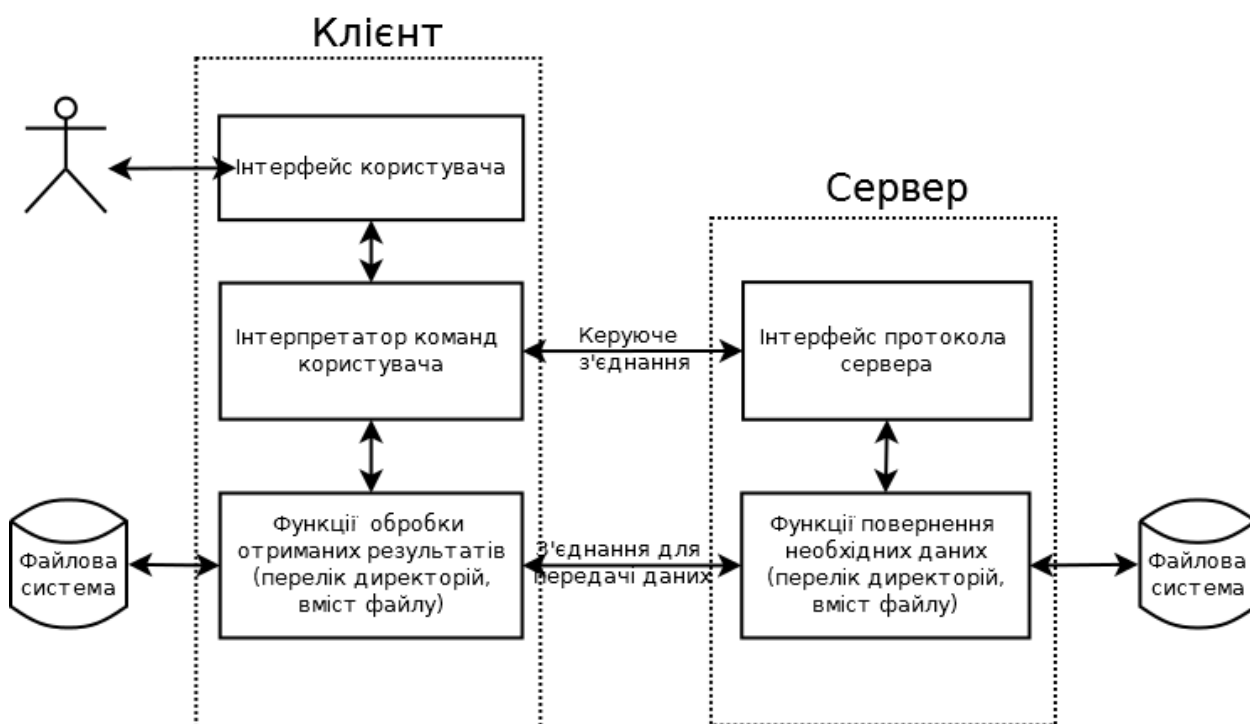 Клієнт
Інтерфейс користувача
Сервер
Інтерпретатор команд
користувача
Керуюче
з'єднання
Інтерфейс протокола
сервера
Файлова
система
Функції обробки
отриманих результатів
(перелік директорій,
вміст файлу)
З'єднання для
передачі даних
Функції повернення
необхідних даних
(перелік директорій,
вміст файлу)
Файлова
система